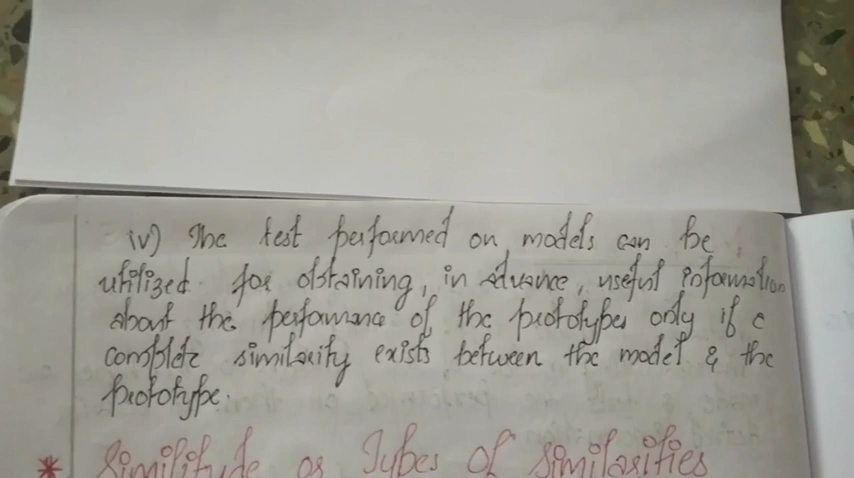 iv) The test performed on models can be
utilized for obtaining, in advance, useful information
about the performance of the prototypes only if a
complete similarity exists between the model & the
prototype.
* Similitude or Types of Similarities